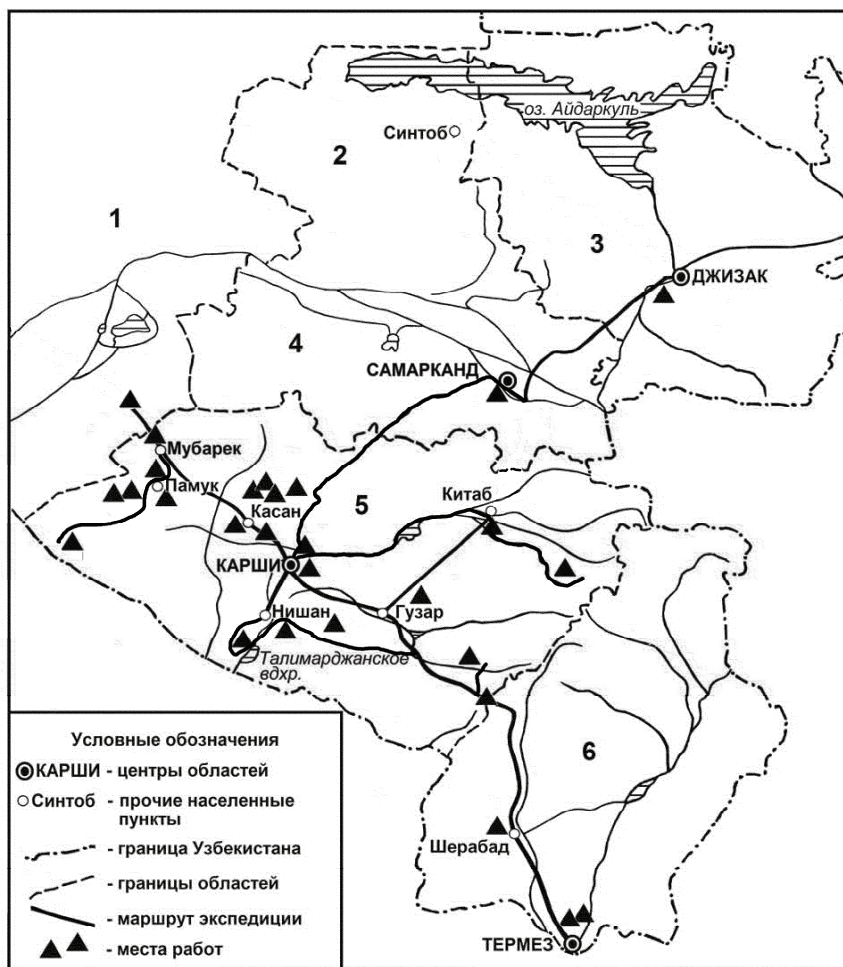 оз. Айдаркуль
Синтоб
2
1
3
ДЖИЗАК
4
САМАРКАНД
Мубарек
Памук
5
Китаб
Касан
КАРШИ
Нишан
Гузар
Талимарджанское
вдхр.
6
Шерабад
ТЕРМЕЗ
Условные обозначения
КАРШИ - центры областей
Синтоб - прочие населенные
пункты
- граница Узбекистана
- границы областей
- маршрут экспедиции
- места работ